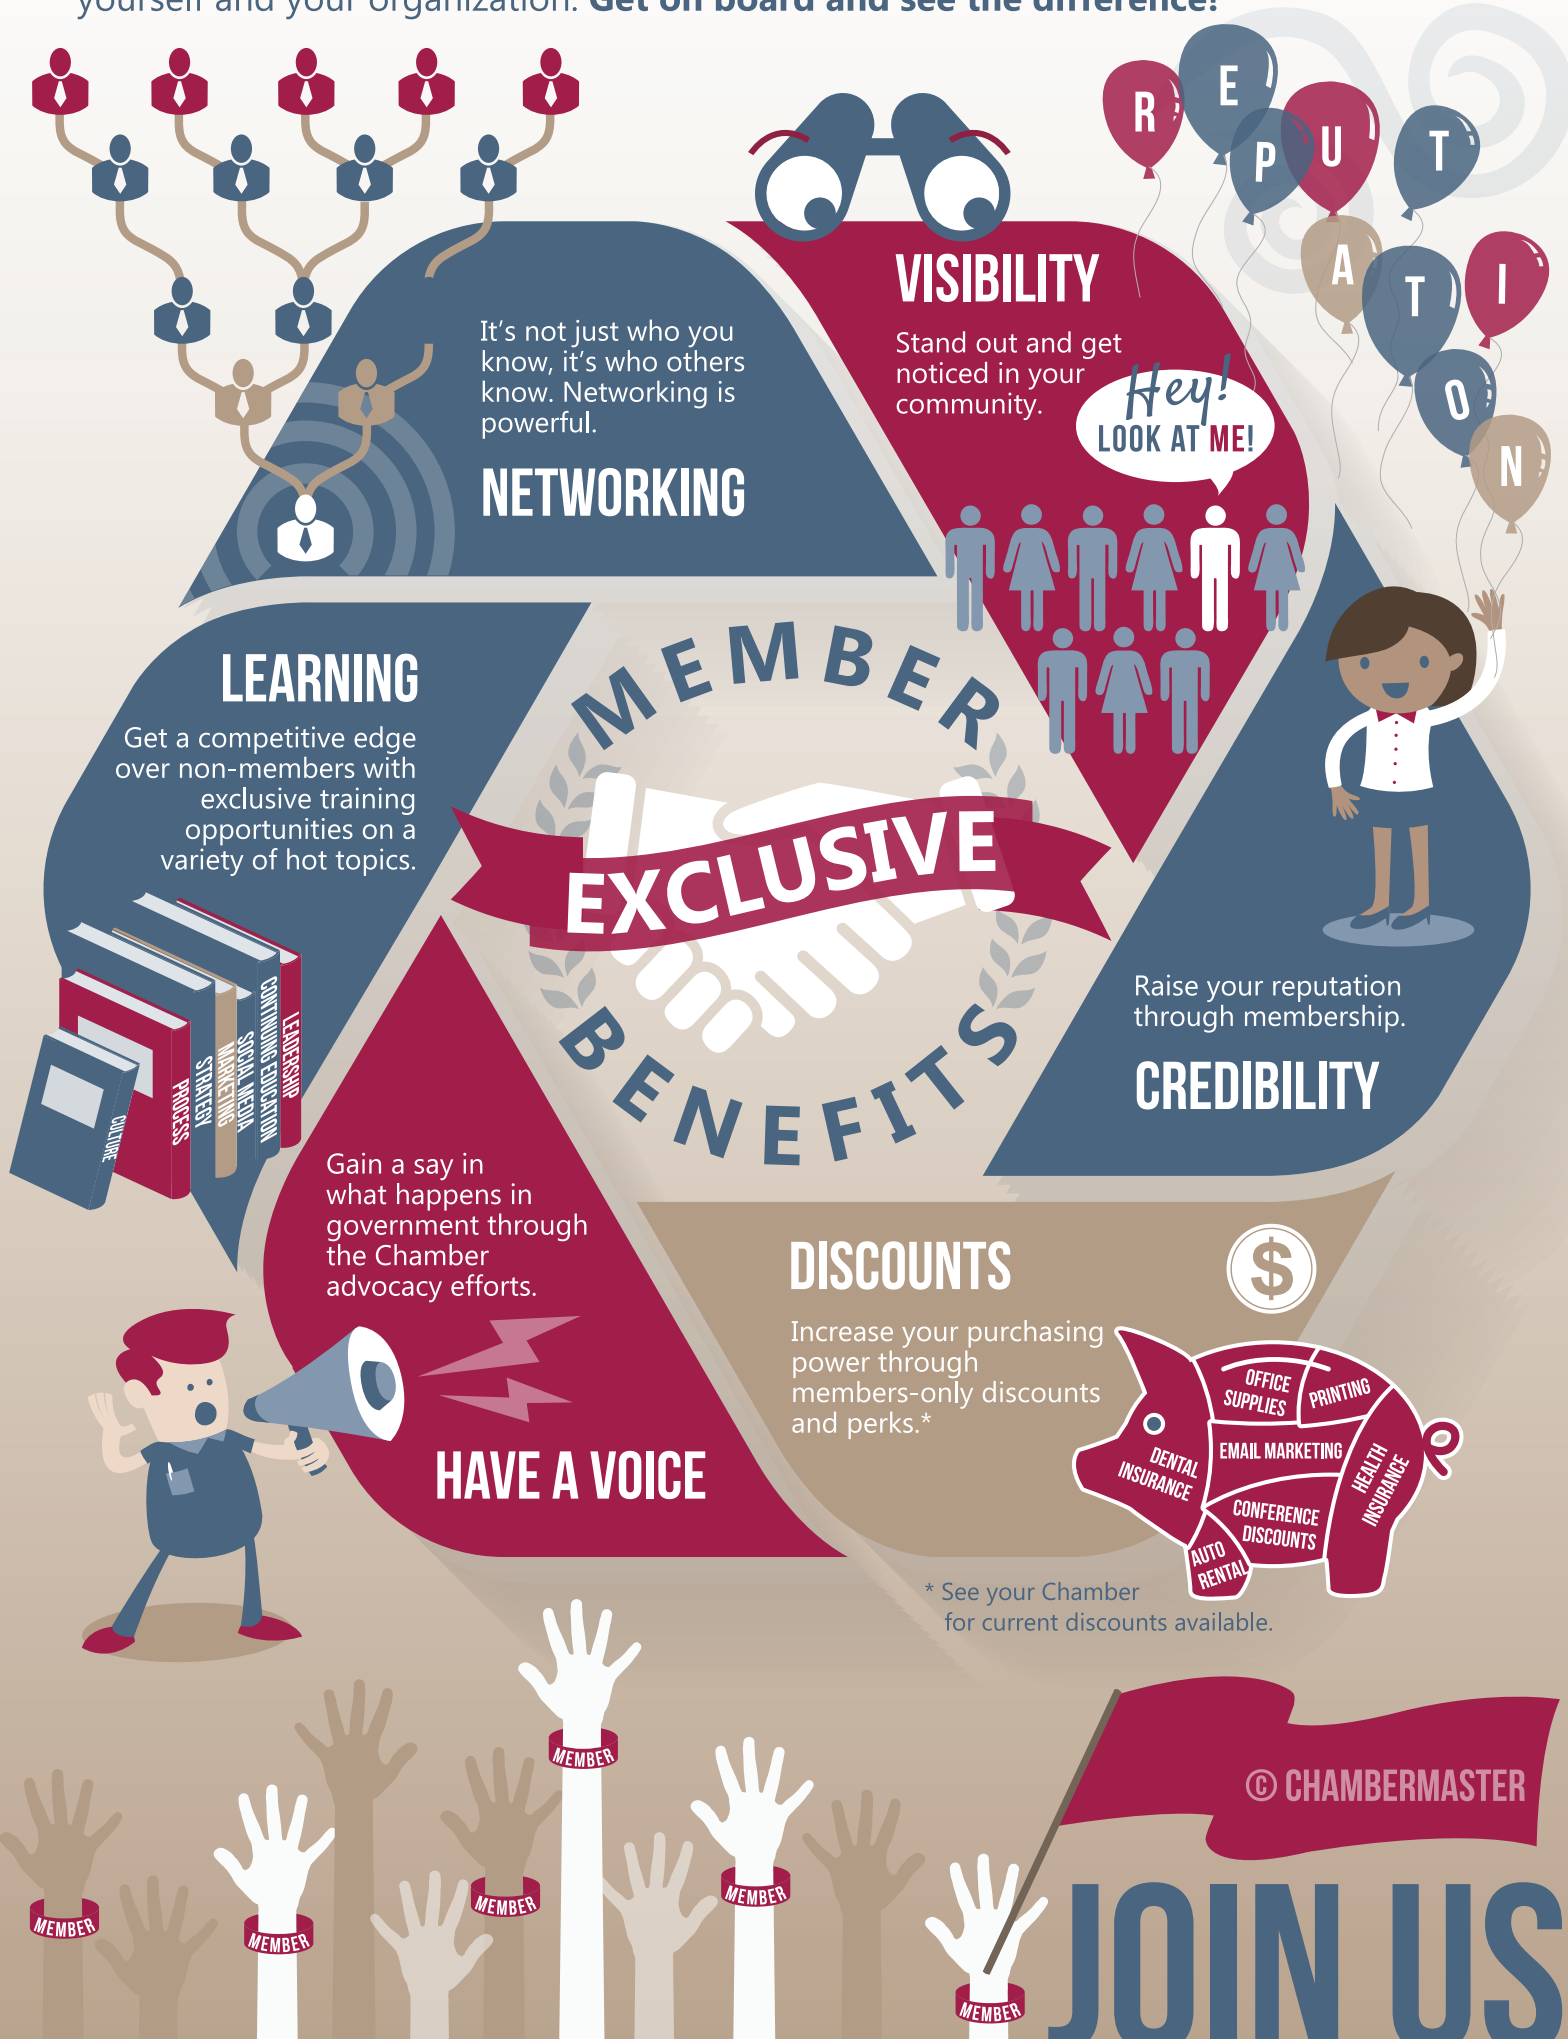 yourself and your organization. Get on board and see the difference!
REPUTATION
VISIBILITY
Stand out and get
noticed in your
community.
Hey!
LOOK AT ME!
It's not just who you
know, it's who others
know. Networking is
powerful.
NETWORKING
LEARNING
Get a competitive edge
over non-members with
exclusive training
opportunities on a
variety of hot topics.
MEMBER
EXCLUSIVE
BENEFITS
CULTURE
PROCESS
STRATEGY
MARKETING
SOCIAL MEDIA
CONTINUING EDUCATION
LEADERSHIP
Raise your reputation
through membership.
CREDIBILITY
Gain a say in
what happens in
government through
the Chamber
advocacy efforts.
HAVE A VOICE
DISCOUNTS
$
Increase your purchasing
power through
members-only discounts
and perks.*
OFFICE
SUPPLIES
PRINTING
DENTAL
INSURANCE
EMAIL MARKETING
HEALTH
INSURANCE
CONFERENCE
DISCOUNTS
AUTO
RENTAL
* See your Chamber
for current discounts available.
MEMBER
MEMBER
MEMBER
MEMBER
MEMBER
MEMBER
© CHAMBERMASTER
JOIN US